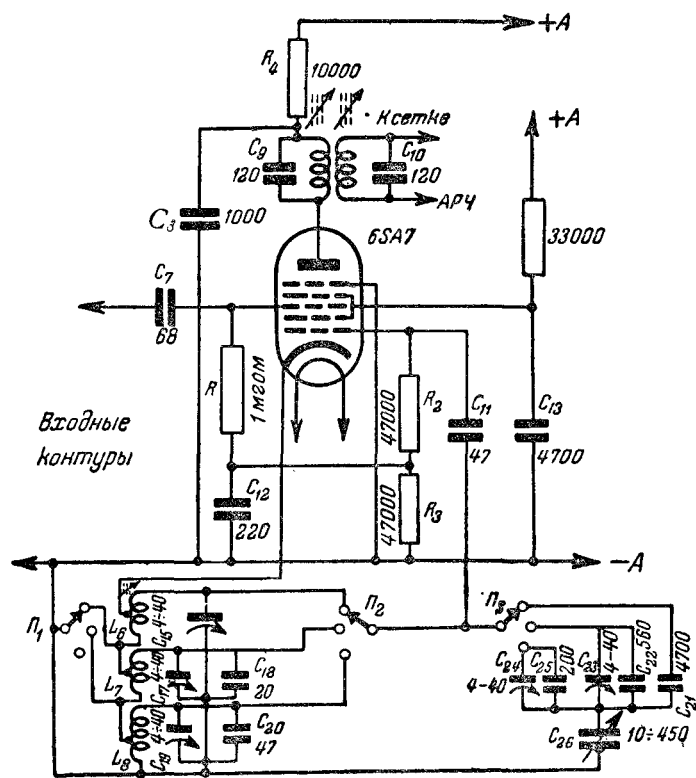 +А
R4
10000
К сетке
+А
C9
120
C10
120
АРЧ
C3
1000
6SA7
33000
C7
68
R
1 мгом
R2
47000
C11
47
C13
4700
Входные
контуры
C12
220
R3
47000
−А
П1
L6
4÷40
C15
П2
П3
L7
4-40
C17
C18
20
C24
4-40
C25
200
C23
4-40
C22
560
4700
C21
L8
4÷40
C19
C20
47
C26
10÷450